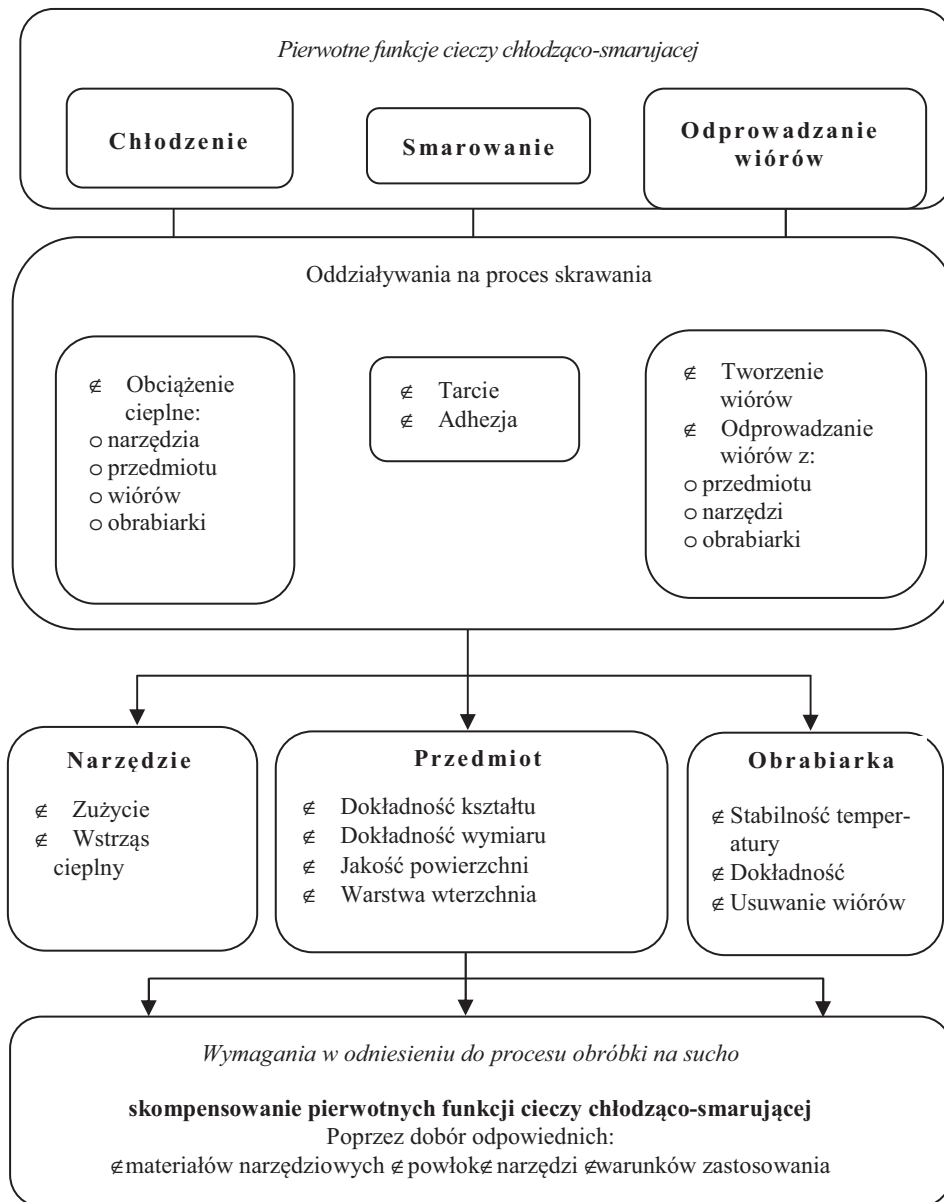 Pierwotne funkcje cieczy chłodząco-smarujacej
Chłodzenie
Smarowanie
Odprowadzanie
wiórów
Oddziaływania na proces skrawania
∉ Obciążenie
cieplne:
o narzędzia
o przedmiotu
o wiórów
o obrabiarki
∉ Tarcie
∉ Adhezja
∉ Tworzenie
wiórów
∉ Odprowadzanie
wiórów z:
o przedmiotu
o narzędzi
o obrabiarki
Narzędzie
∉ Zużycie
∉ Wstrząs
cieplny
Przedmiot
∉ Dokładność kształtu
∉ Dokładność wymiaru
∉ Jakość powierzchni
∉ Warstwa wterzchnia
Obrabiarka
∉ Stabilność temper-
atury
∉ Dokładność
∉ Usuwanie wiórów
Wymagania w odniesieniu do procesu obróbki na sucho
skompensowanie pierwotnych funkcji cieczy chłodząco-smarującej
Poprzez dobór odpowiednich:
∉materiałów narzędziowych ∉powłok∉narzędzi ∉warunków zastosowania